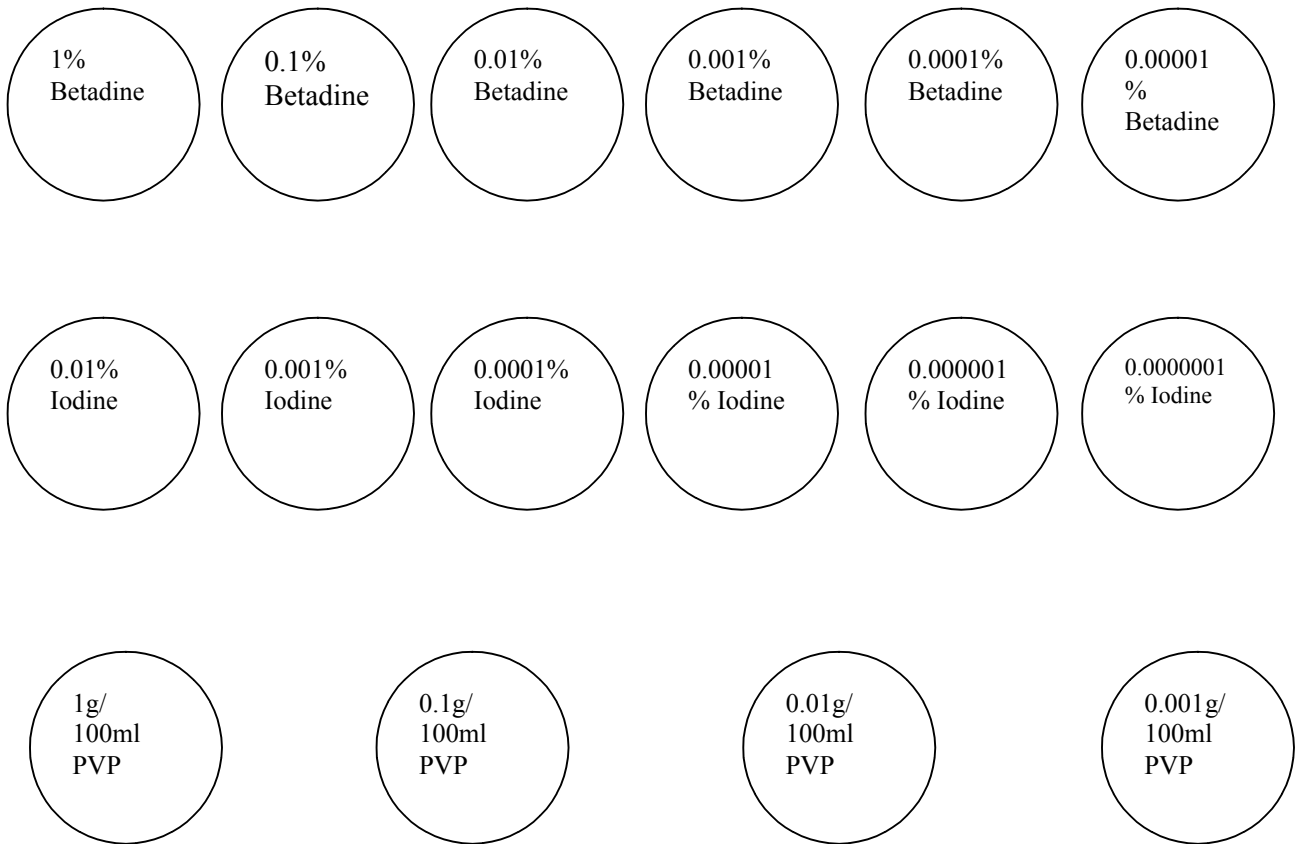 1%
Betadine
0.1%
Betadine
0.01%
Betadine
0.001%
Betadine
0.0001%
Betadine
0.00001
%
Betadine
0.01%
Iodine
0.001%
Iodine
0.0001%
Iodine
0.00001
% Iodine
0.000001
% Iodine
0.0000001
% Iodine
1g/
100ml
PVP
0.1g/
100ml
PVP
0.01g/
100ml
PVP
0.001g/
100ml
PVP